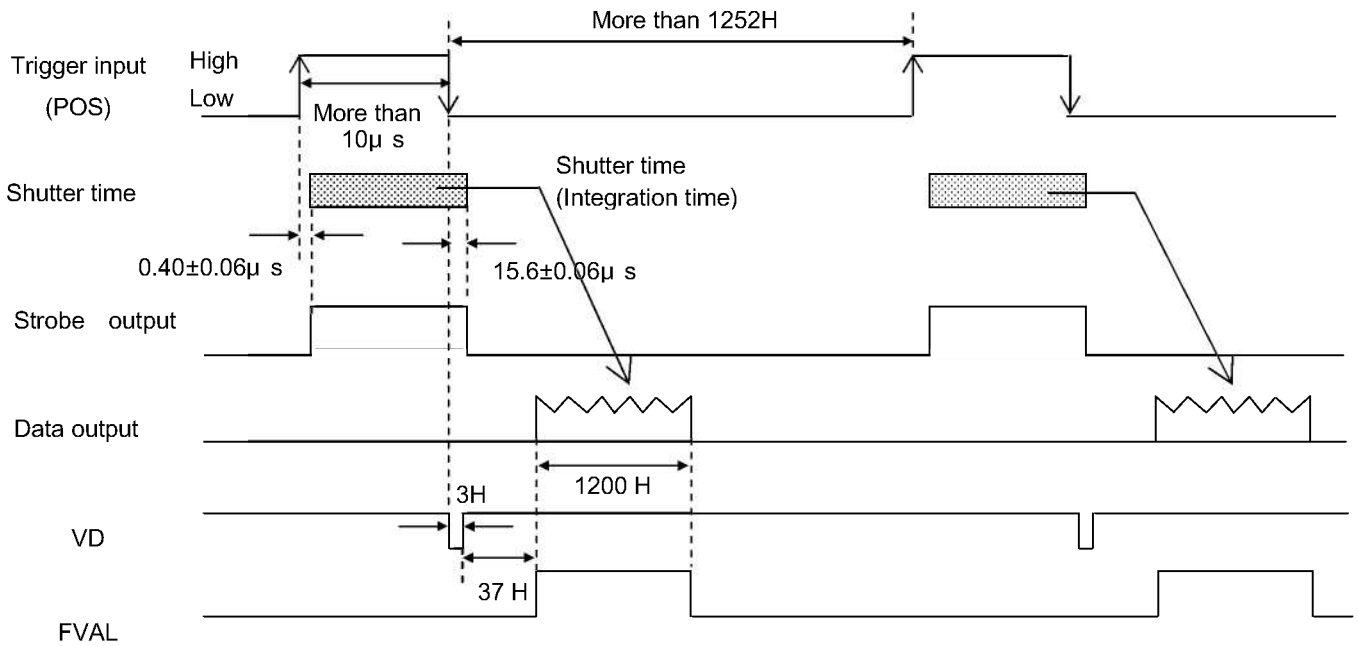 More than 1252H
Trigger input
(POS)
High
Low
More than
10μ s
Shutter time
Shutter time
(Integration time)
0.40±0.06μ s
15.6±0.06μ s
Strobe output
Data output
1200 H
3H
VD
37 H
FVAL